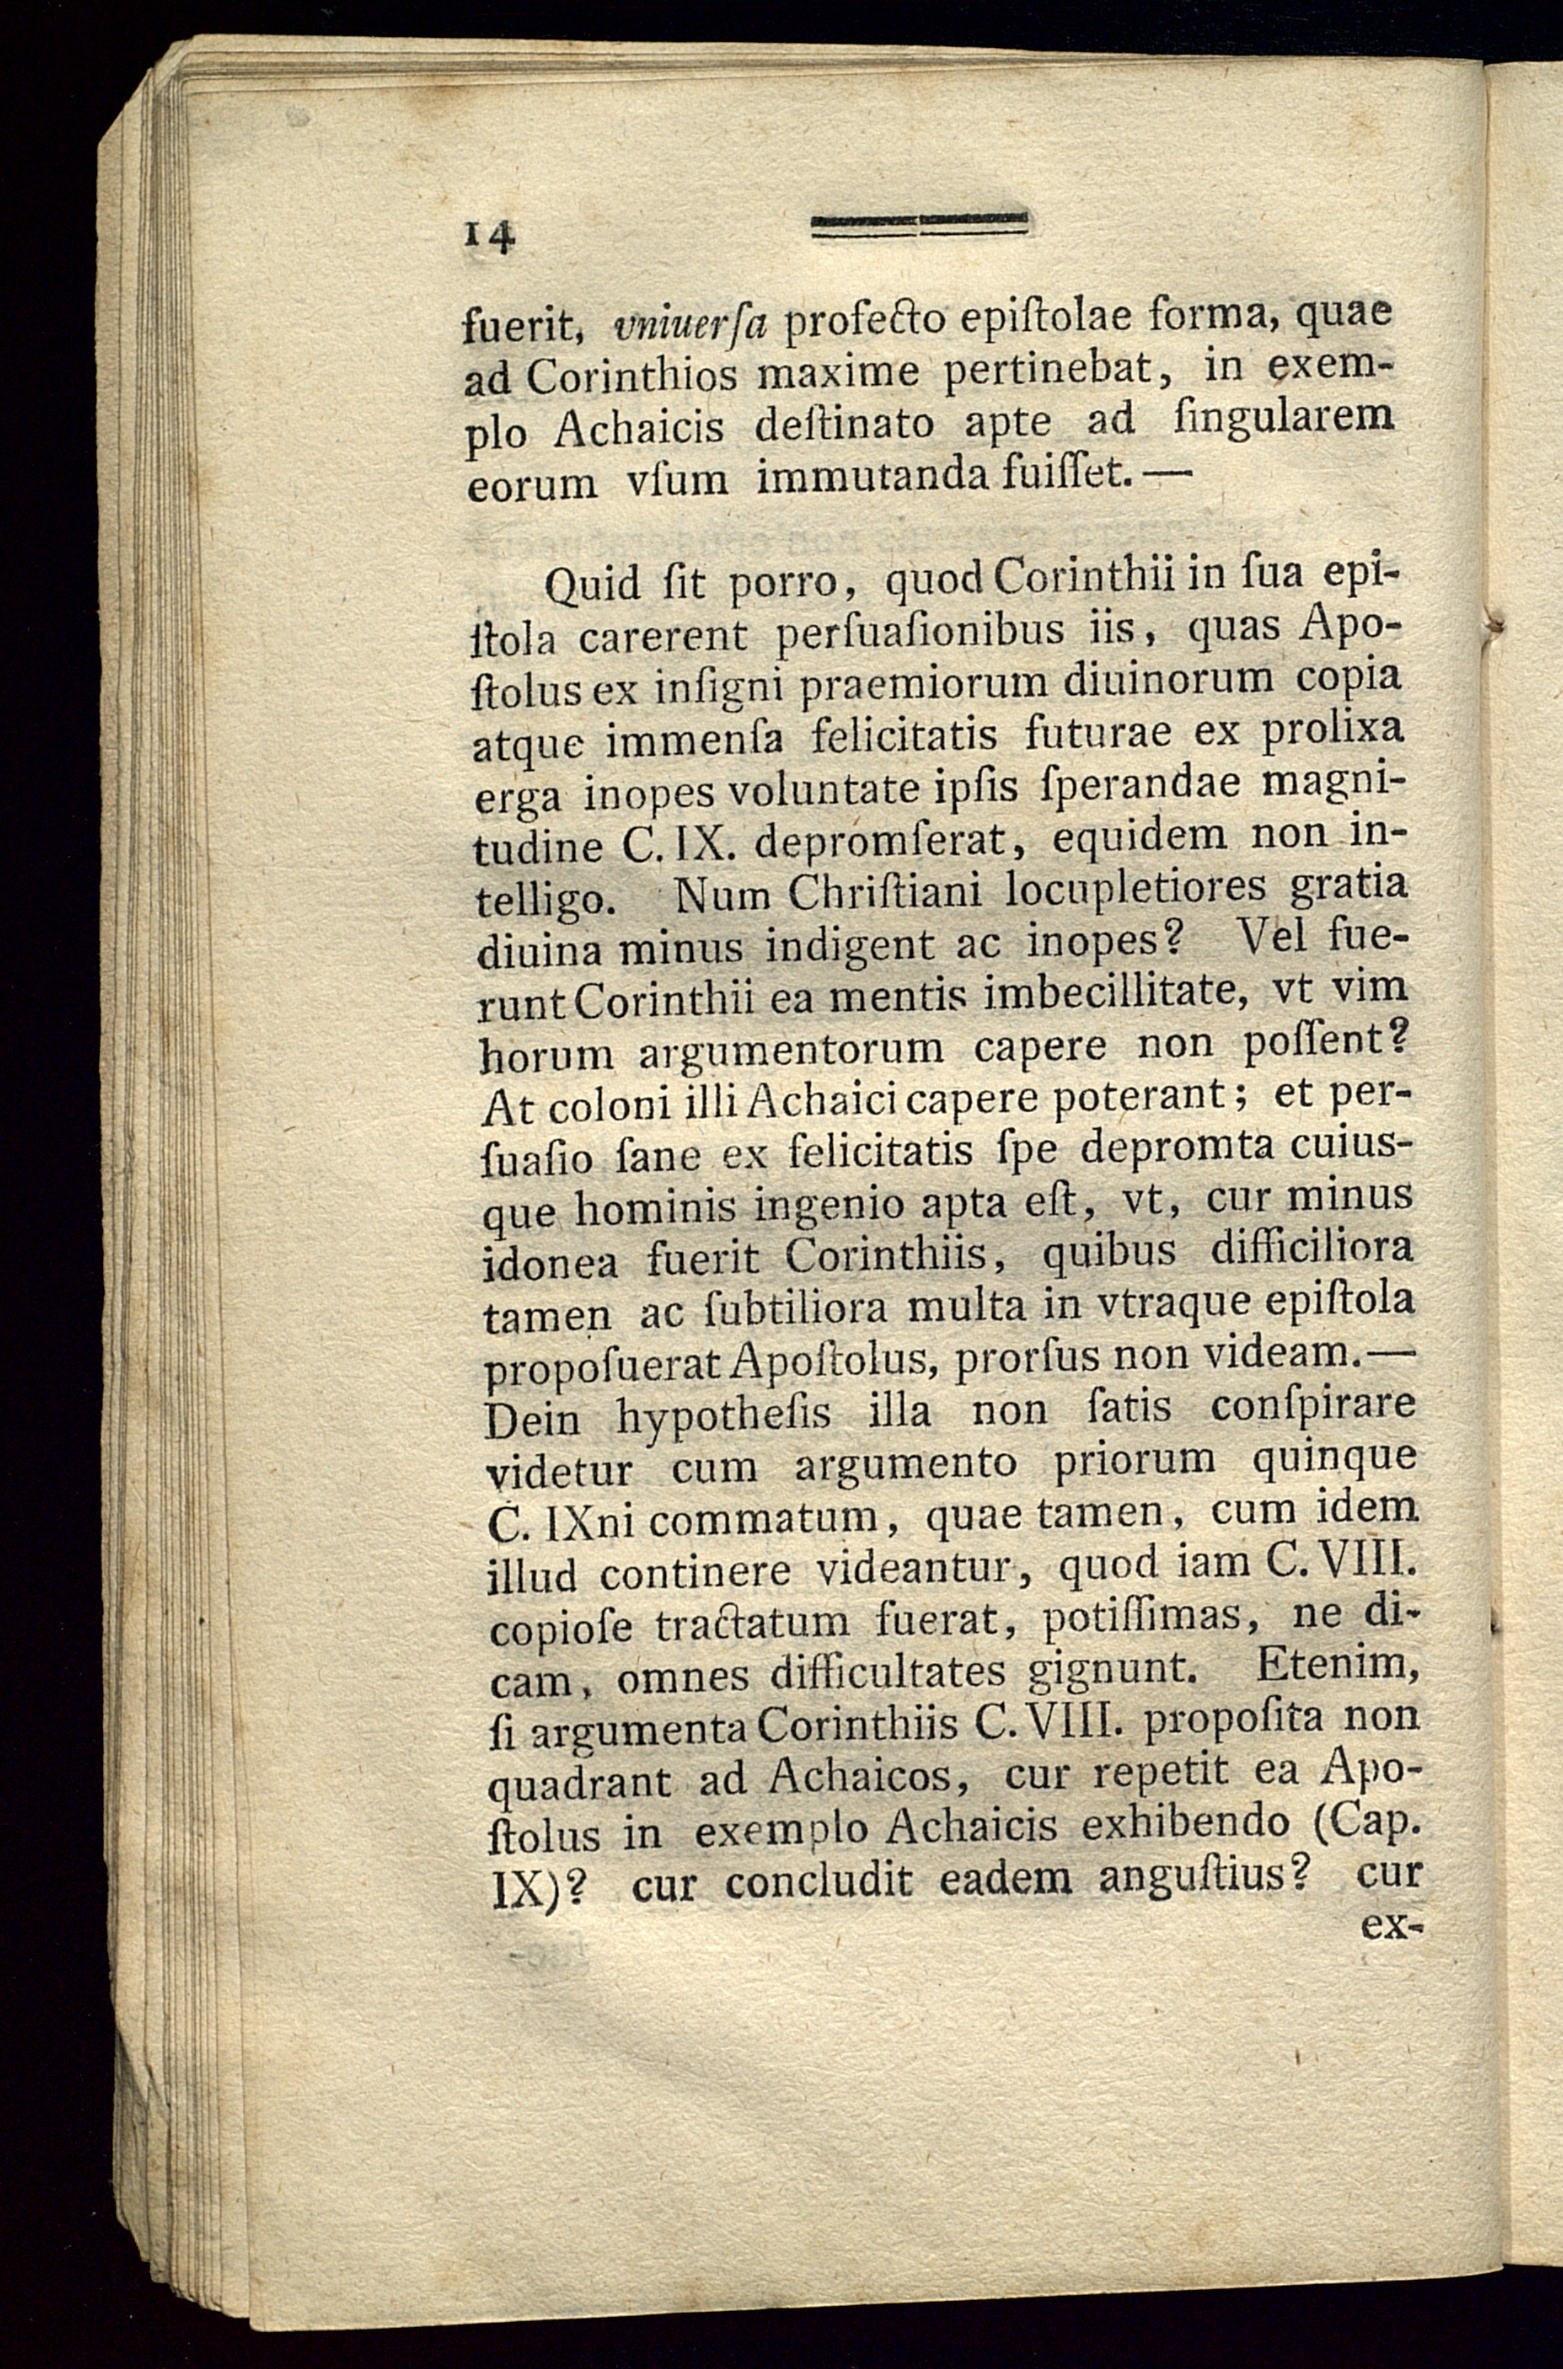 14
fuerit, vniuerſa profecto epiſtolae forma, quae
ad Corinthios maxime pertinebat, in exem-
plo Achaicis deſtinato apte ad ſingularem
eorum vſum immutanda fuiſſet.—
Quid ſit porro, quod Corinthii in ſua epi-
ſtola carerent perſuaſionibus iis, quas Apo-
ſtolus ex inſigni praemiorum diuinorum copia
atque immenſa felicitatis futurae ex prolixa
erga inopes voluntate ipſis ſperandae magni-
tudine C. IX. depromſerat, equidem non in-
telligo. Num Chriſtiani locupletiores gratia
diuina minus indigent ac inopes? Vel fue-
runt Corinthii ea mentis imbecillitate, vt vim
horum argumentorum capere non poſſent?
At coloni illi Achaici capere poterant; et per-
ſuaſio ſane ex felicitatis ſpe depromta cuius-
que hominis ingenio apta eſt, vt, cur minus
idonea fuerit Corinthiis, quibus difficiliora
tamen ac ſubtiliora multa in vtraque epiſtola
propoſuerat Apoſtolus, prorſus non videam.—
Dein hypotheſis illa non ſatis conſpirare
videtur cum argumento priorum quinque
C. IXni commatum, quae tamen, cum idem
illud continere videantur, quod iam C. VIII.
copioſe tractatum fuerat, potiſſimas, ne di-
cam, omnes difficultates gignunt. Etenim,
ſi argumenta Corinthiis C. VIII. propoſita non
quadrant ad Achaicos, cur repetit ea Apo-
ſtolus in exemplo Achaicis exhibendo (Cap.
IX)? cur concludit eadem anguſtius? cur
ex-